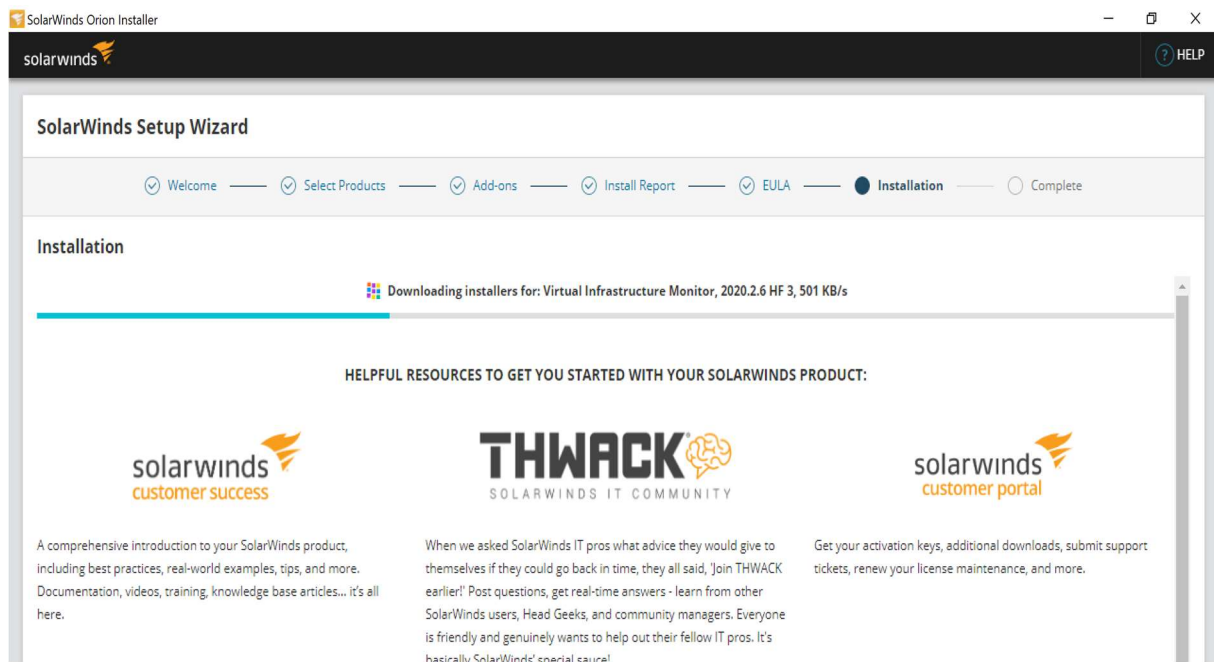 SolarWinds Orion Installer
solarwinds
? HELP
SolarWinds Setup Wizard
Welcome
Select Products
Add-ons
Install Report
EULA
Installation
Complete
Installation
Downloading installers for: Virtual Infrastructure Monitor, 2020.2.6 HF 3, 501 KB/s
HELPFUL RESOURCES TO GET YOU STARTED WITH YOUR SOLARWINDS PRODUCT:
solarwinds
customer success
A comprehensive introduction to your SolarWinds product,
including best practices, real-world examples, tips, and more.
Documentation, videos, training, knowledge base articles... it's all
here.
THWACK
SOLARWINDS IT COMMUNITY
When we asked SolarWinds IT pros what advice they would give to
themselves if they could go back in time, they all said, 'Join THWACK
earlier!' Post questions, get real-time answers - learn from other
SolarWinds users, Head Geeks, and community managers. Everyone
is friendly and genuinely wants to help out their fellow IT pros. It's
basically SolarWinds' special sauce!
solarwinds
customer portal
Get your activation keys, additional downloads, submit support
tickets, renew your license maintenance, and more.